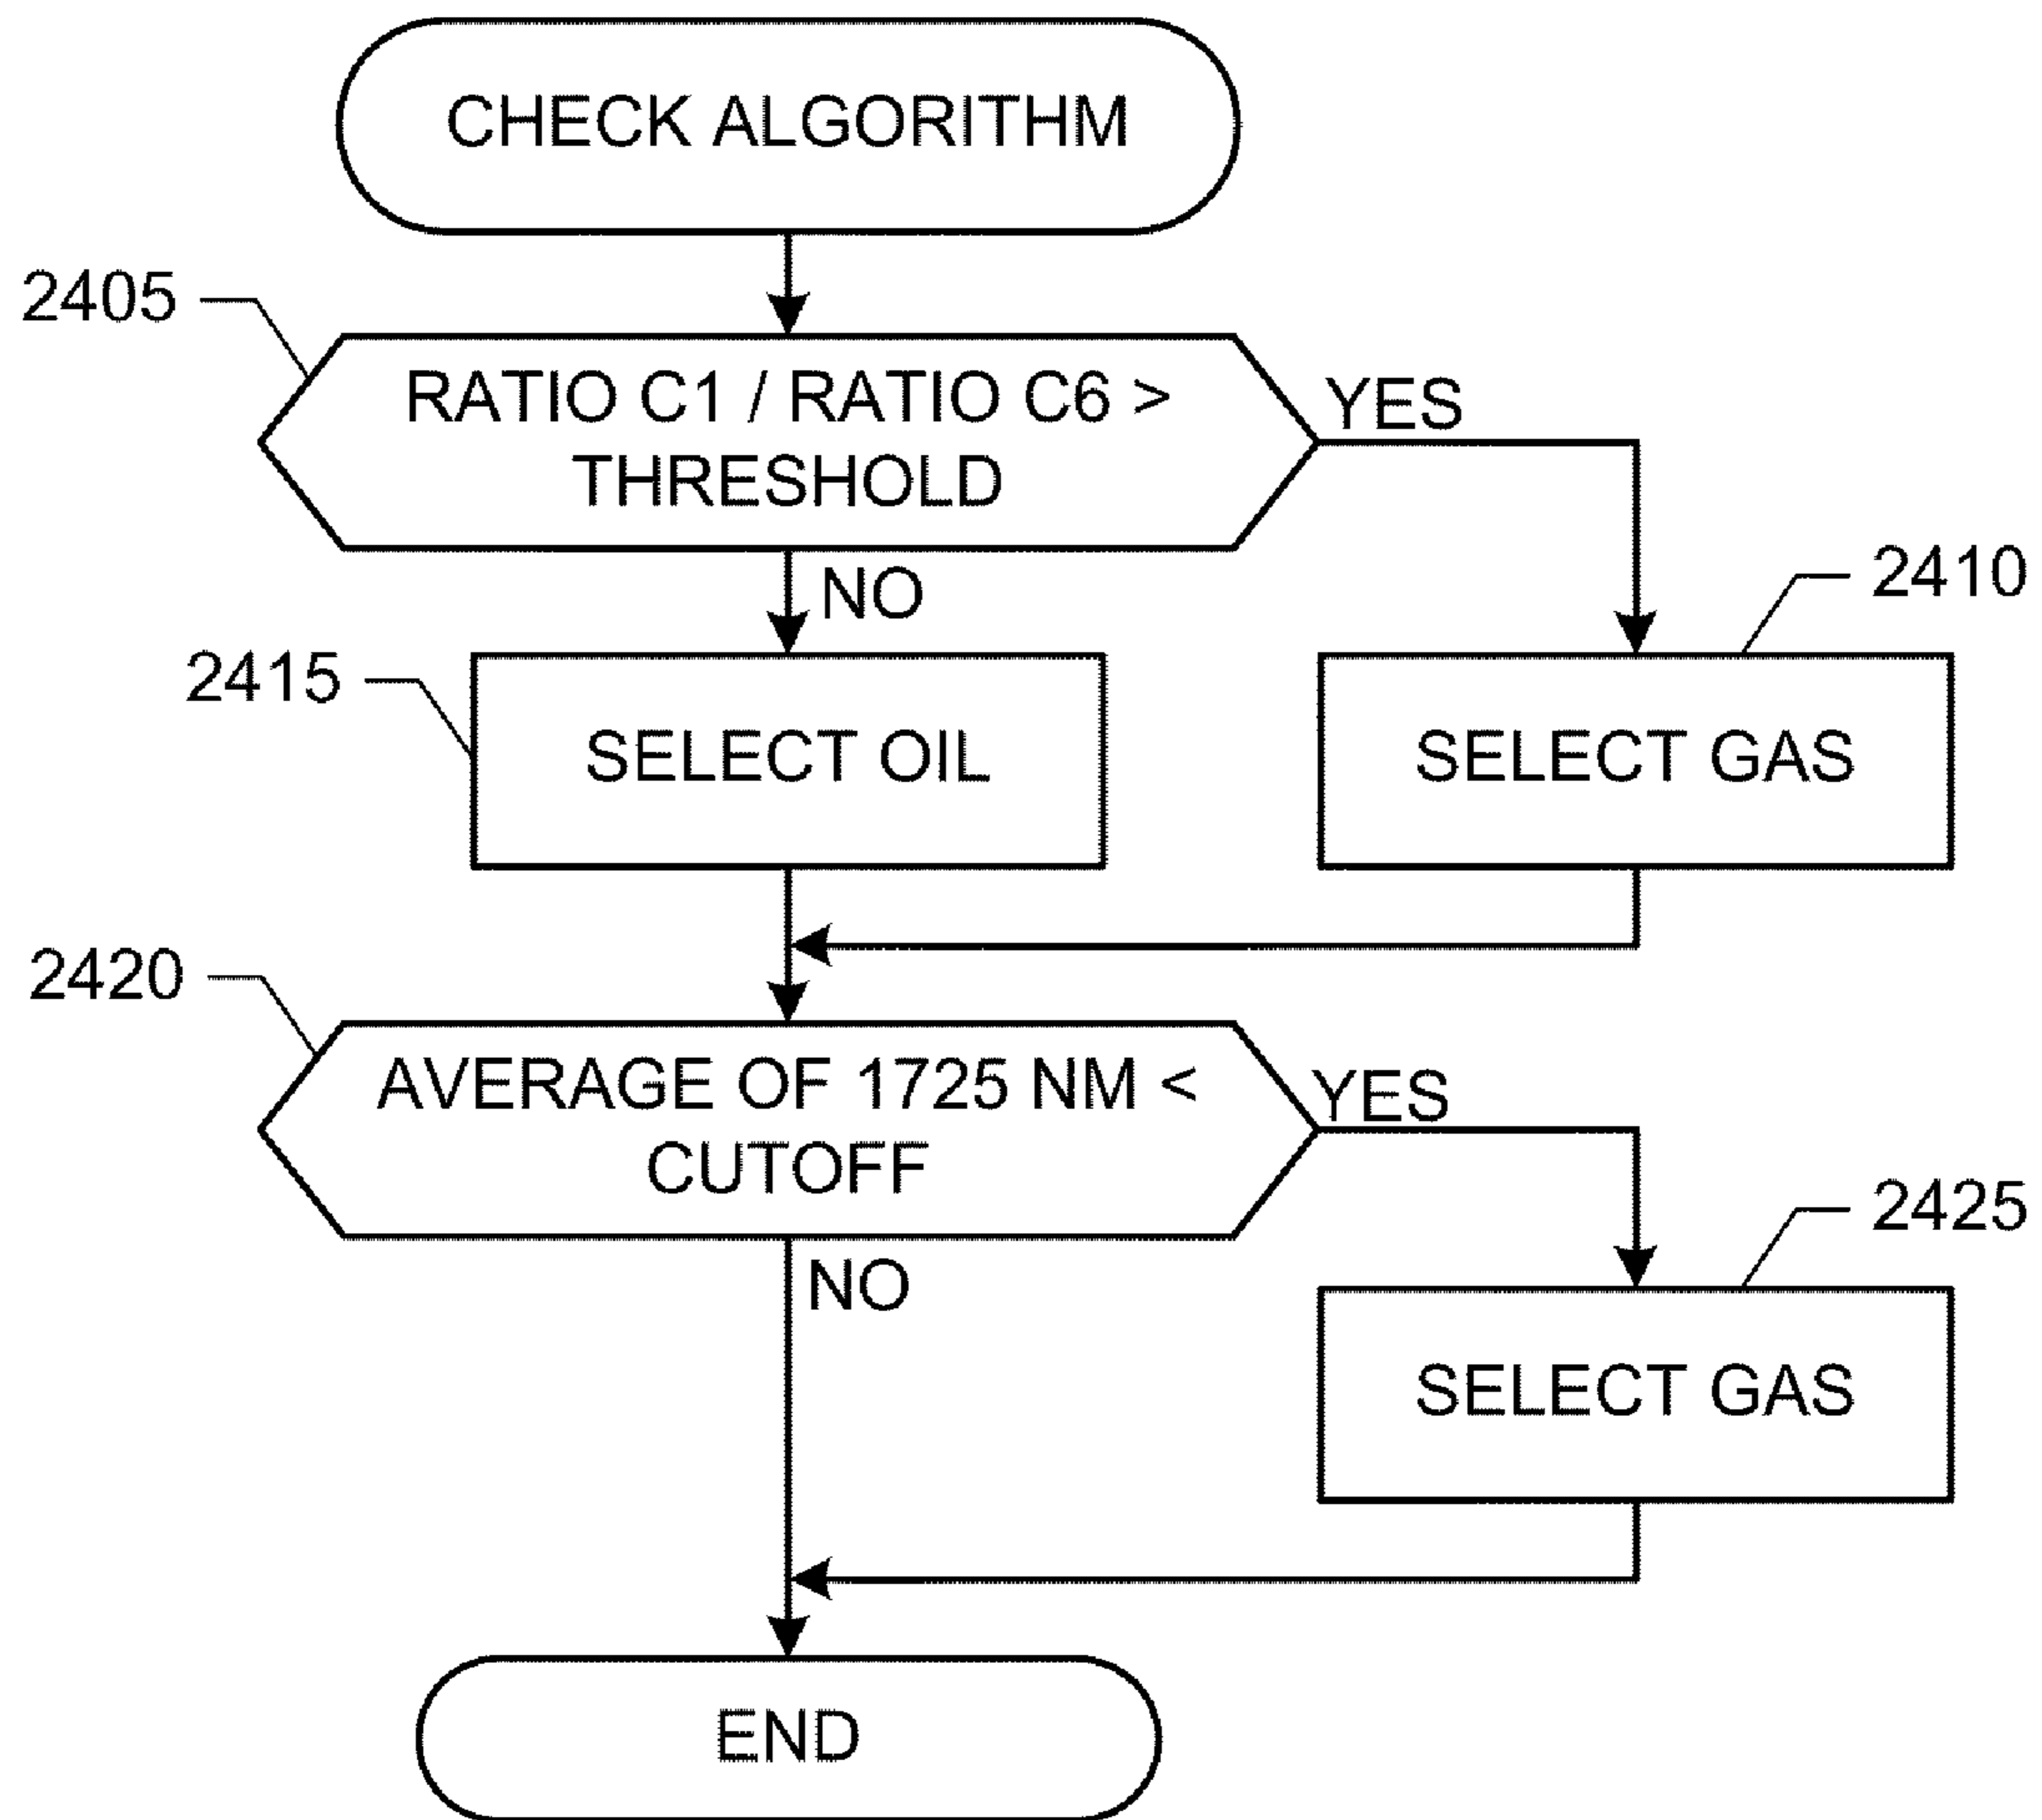 CHECK ALGORITHM
2405
RATIO C1 / RATIO C6 >
THRESHOLD
YES
NO
2410
2415
SELECT OIL
SELECT GAS
2420
AVERAGE OF 1725 NM <
CUTOFF
YES
NO
2425
SELECT GAS
END